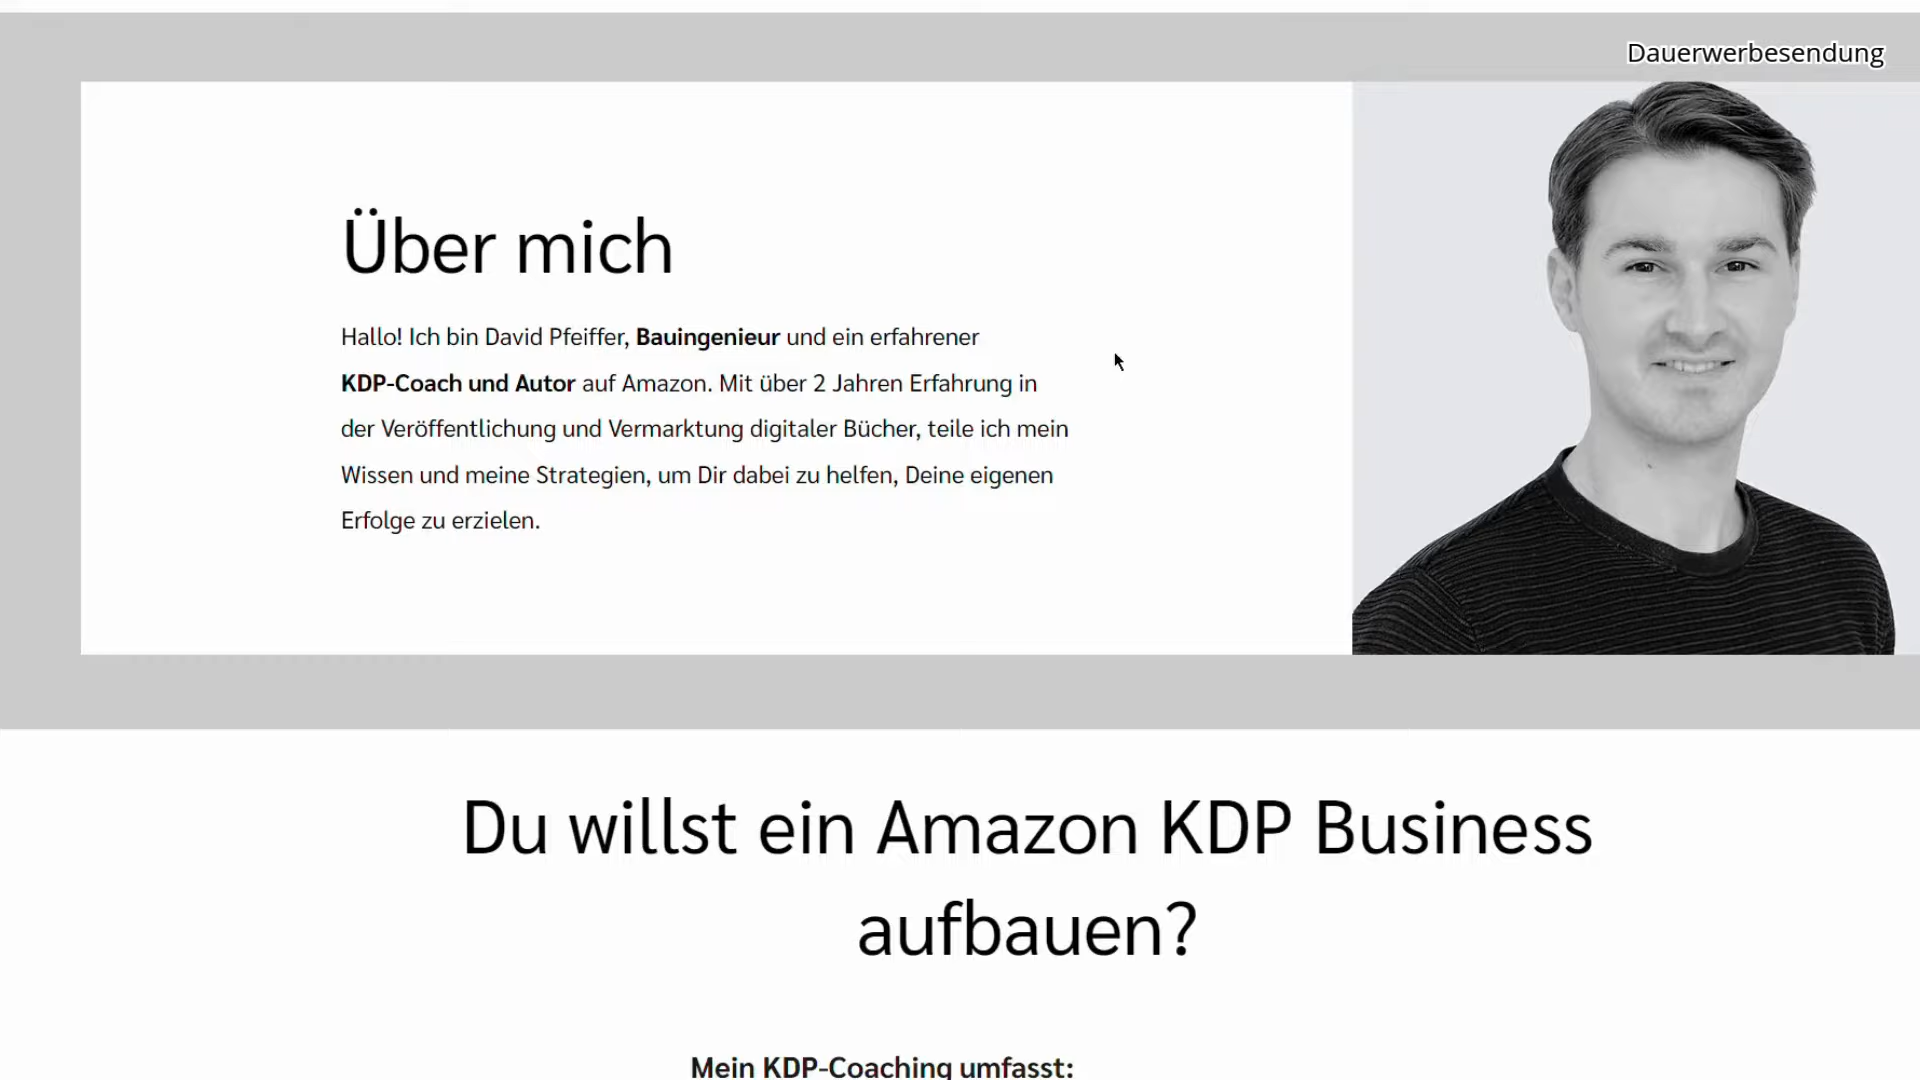 Dauerwerbesendung
Über mich
Hallo! Ich bin David Pfeiffer, Bauingenieur und ein erfahrener
KDP-Coach und Autor auf Amazon. Mit über 2 Jahren Erfahrung in
der Veröffentlichung und Vermarktung digitaler Bücher, teile ich mein
Wissen und meine Strategien, um Dir dabei zu helfen, Deine eigenen
Erfolge zu erzielen.
Du willst ein Amazon KDP Business
aufbauen?
Mein KDP-Coaching umfasst: